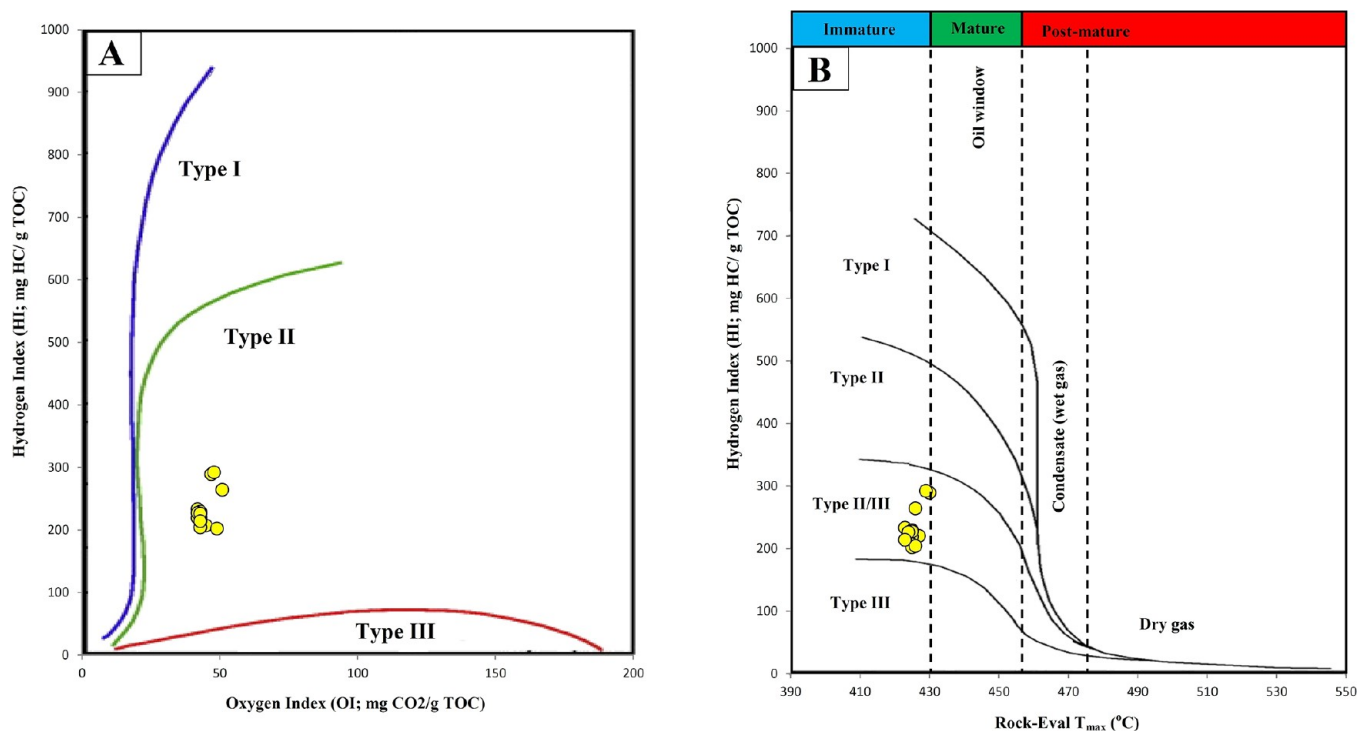 A
1000
900
800
700
600
500
400
300
200
100
0
Hydrogen Index (HI; mg HC/ g TOC)
Type I
Type II
Type III
0
50
100
150
200
Oxygen Index (OI; mg CO2/g TOC)
Immature
Mature
Post-mature
B
1000
900
800
700
600
500
400
300
200
100
0
Hydrogen Index (HI; mg HC/ g TOC)
Oil window
Type I
Type II
Condensate (wet gas)
Type II/III
Type III
Dry gas
390
410
430
450
470
490
510
530
550
Rock-Eval Tmax (oC)